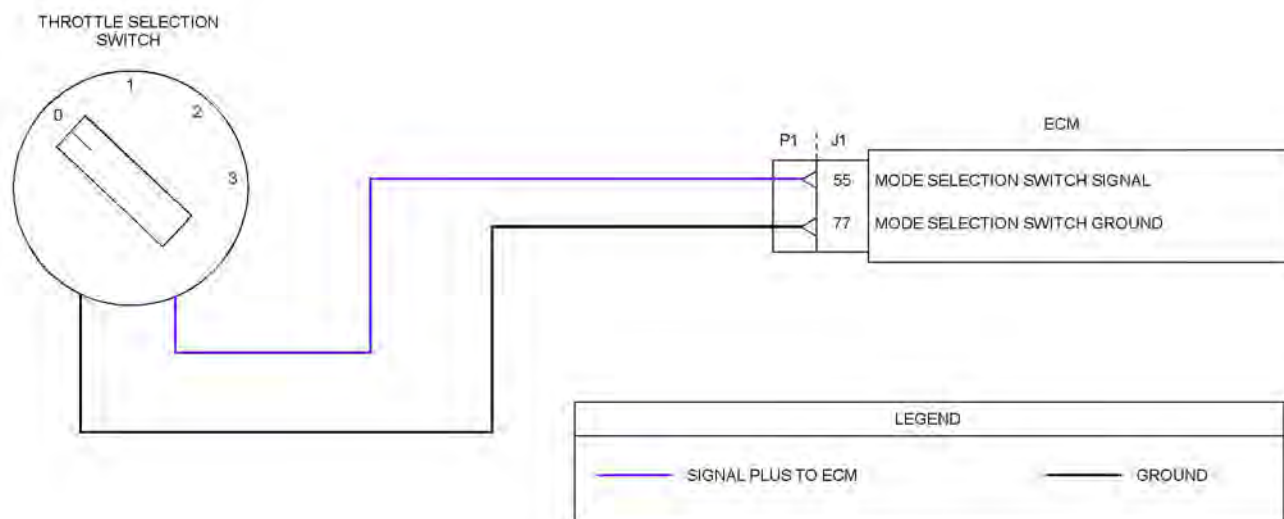 THROTTLE SELECTION
SWITCH
0
1
2
3
P1
J1
ECM
55
MODE SELECTION SWITCH SIGNAL
77
MODE SELECTION SWITCH GROUND
LEGEND
SIGNAL PLUS TO ECM
GROUND